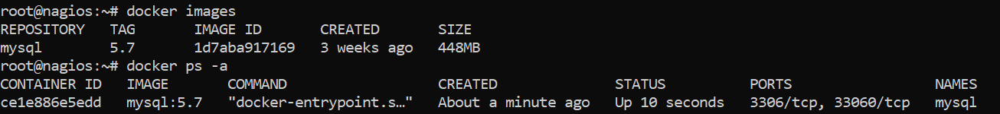 root@nagios:~# docker images
REPOSITORY   TAG       IMAGE ID       CREATED       SIZE
mysql        5.7       1d7aba917169   3 weeks ago   448MB
root@nagios:~# docker ps -a
CONTAINER ID   IMAGE       COMMAND                  CREATED              STATUS          PORTS                 NAMES
ce1e886e5edd   mysql:5.7   "docker-entrypoint.s…"   About a minute ago   Up 10 seconds   3306/tcp, 33060/tcp   mysql